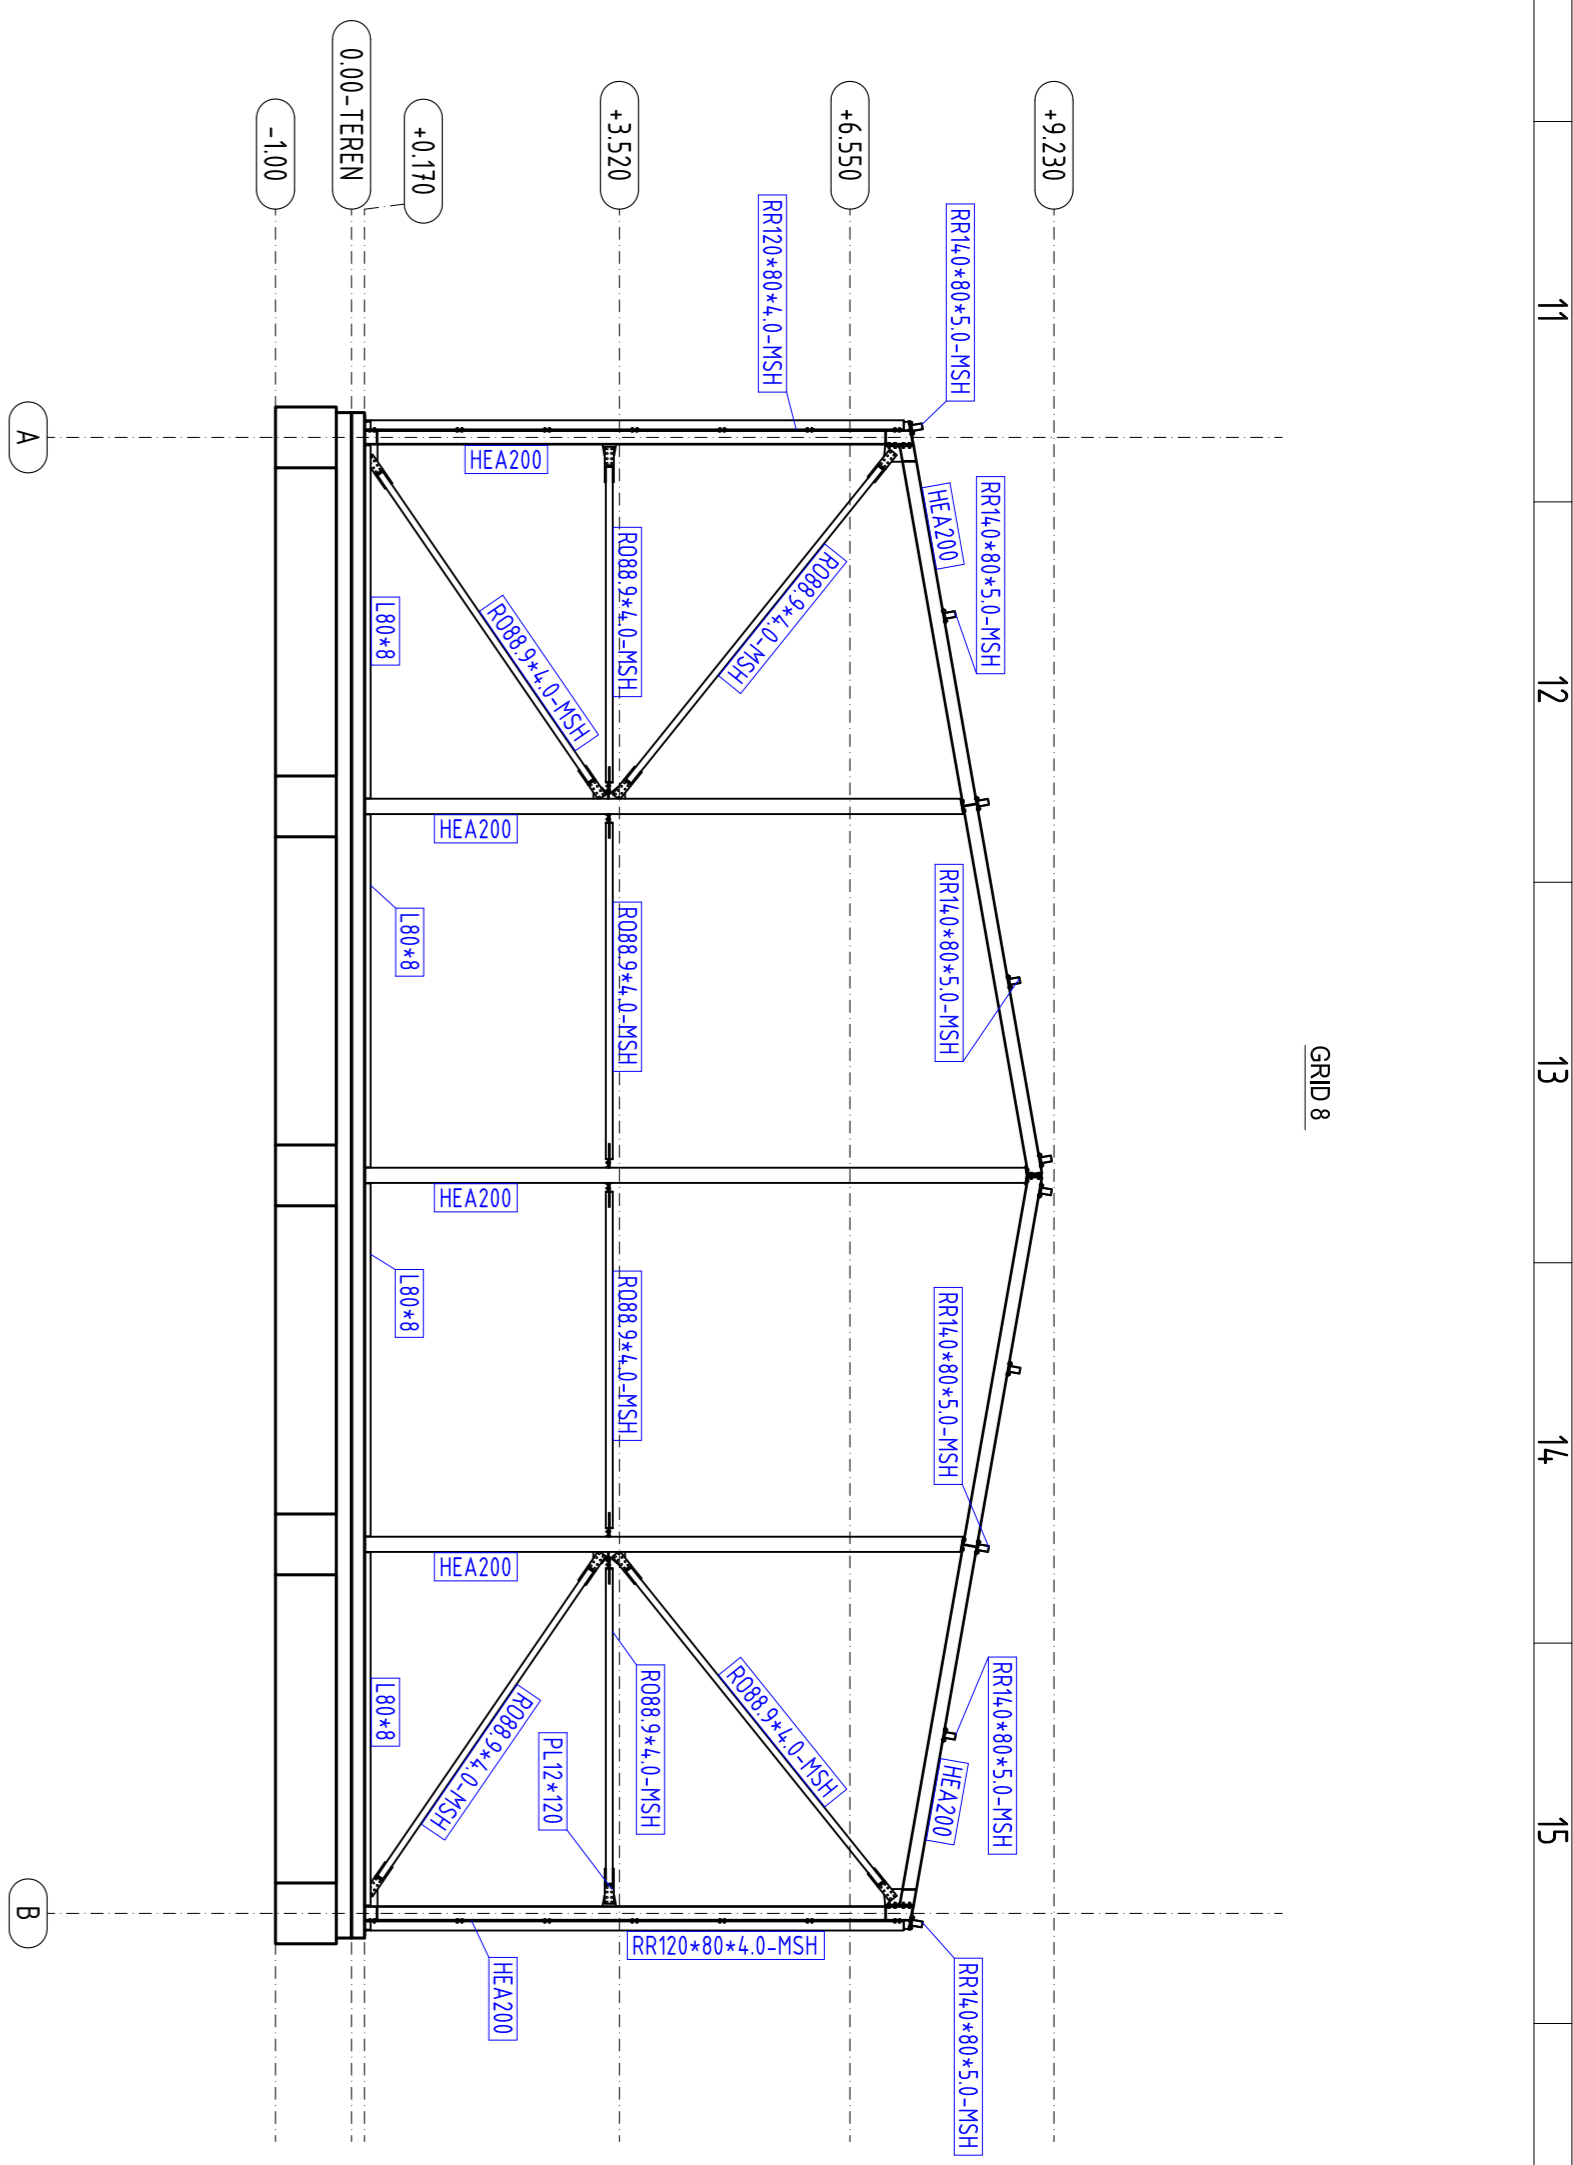 11
12
13
14
15
GRID 8
+9.230
+6.550
+3.520
+0.170
0.00-TEREN
-1.00
RR140*80*5.0-MSH
RR140*80*5.0-MSH
RR140*80*5.0-MSH
RR140*80*5.0-MSH
RR140*80*5.0-MSH
RR140*80*5.0-MSH
HEA200
HEA200
RR120*80*4.0-MSH
RR120*80*4.0-MSH
RO88.9*4.0-MSH
RO88.9*4.0-MSH
RO88.9*4.0-MSH
RO88.9*4.0-MSH
RO88.9*4.0-MSH
RO88.9*4.0-MSH
RO88.9*4.0-MSH
RO88.9*4.0-MSH
PL12*120
HEA200
HEA200
HEA200
HEA200
HEA200
L80*8
L80*8
L80*8
L80*8
A
B